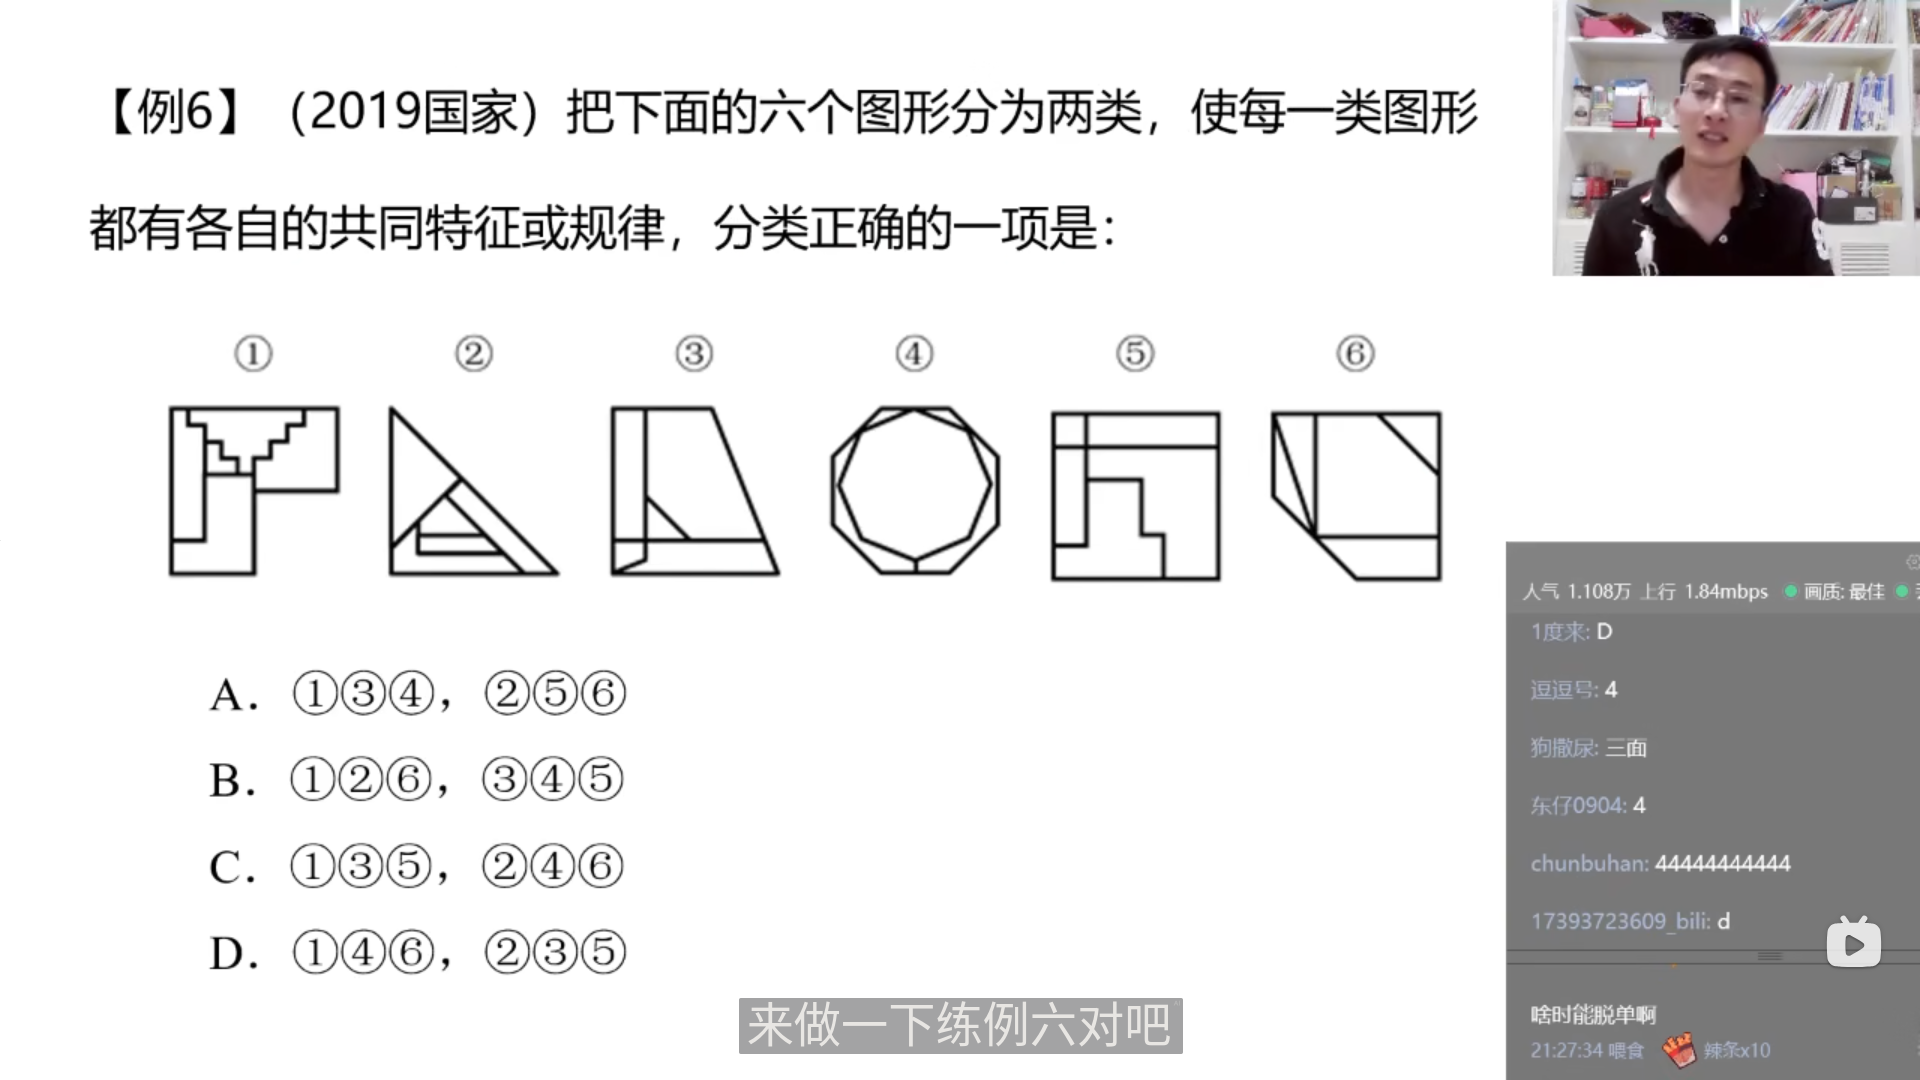 【例6】（2019国家）把下面的六个图形分为两类，使每一类图形
都有各自的共同特征或规律，分类正确的一项是：
① ② ③ ④ ⑤ ⑥
A. ①③④，②⑤⑥
B. ①②⑥，③④⑤
C. ①③⑤，②④⑥
D. ①④⑥，②③⑤
来做一下练例六对吧
人气 1.108万 上行 1.84mbps 画质: 最佳
1度来: D
逗逗号: 4
狗撒尿: 三面
东仔0904: 4
chunbuhan: 44444444444
17393723609_bili: d
啥时能脱单啊
21:27:34 喂食 辣条x10